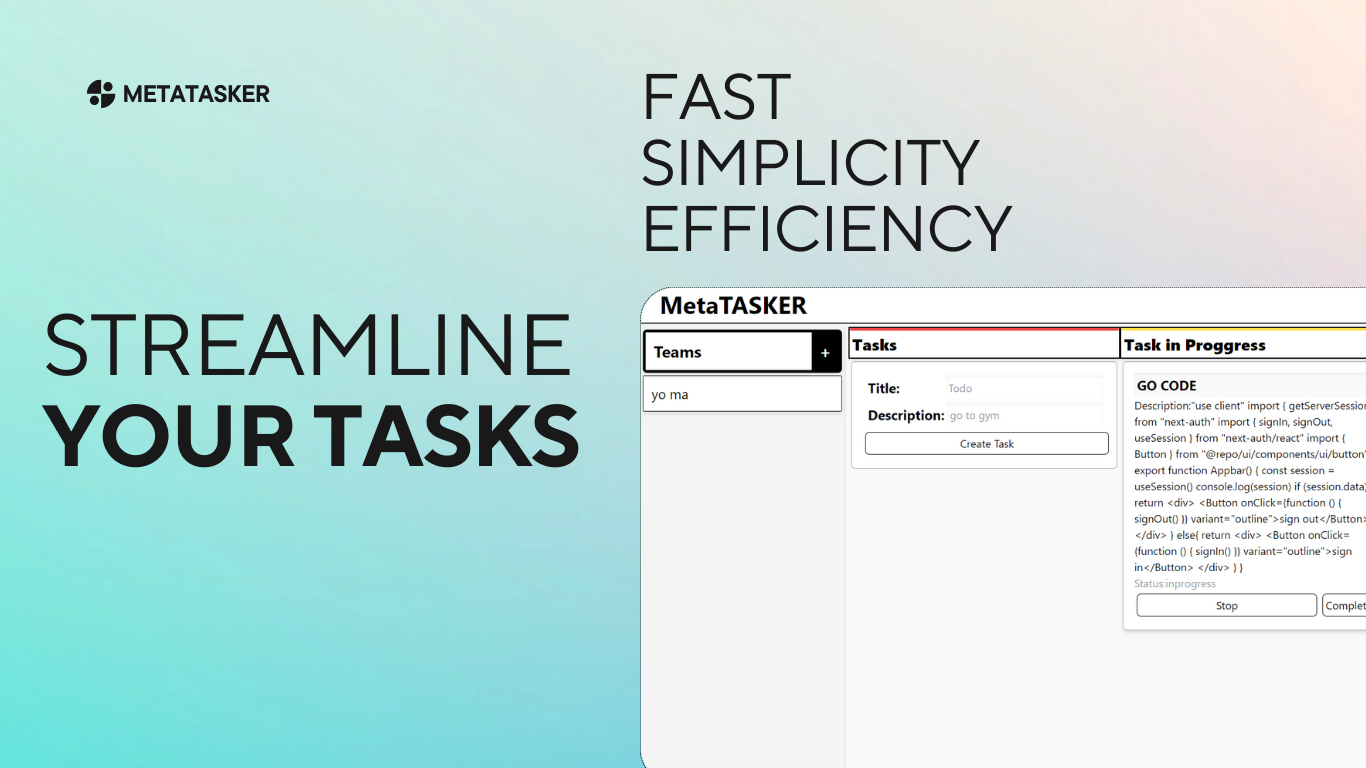 METATASKER
FAST
SIMPLICITY
EFFICIENCY
STREAMLINE
YOUR TASKS
MetaTASKER
Teams
+
yo ma
Tasks
Title:
Todo
Description:
go to gym
Create Task
Task in Proggress
GO CODE
Description:"use client" import { getServerSession
from "next-auth" import { signIn, signOut,
useSession } from "next-auth/react" import {
Button } from "@repo/ui/components/ui/button"
export function Appbar() { const session =
useSession() console.log(session) if (session.data)
return <div> <Button onClick={function () {
signOut() }} variant="outline">sign out</Button>
</div> } else{ return <div> <Button onClick=
{function () { signIn() }} variant="outline">sign
in</Button> </div> } }
Status:inprogress
Stop
Complet